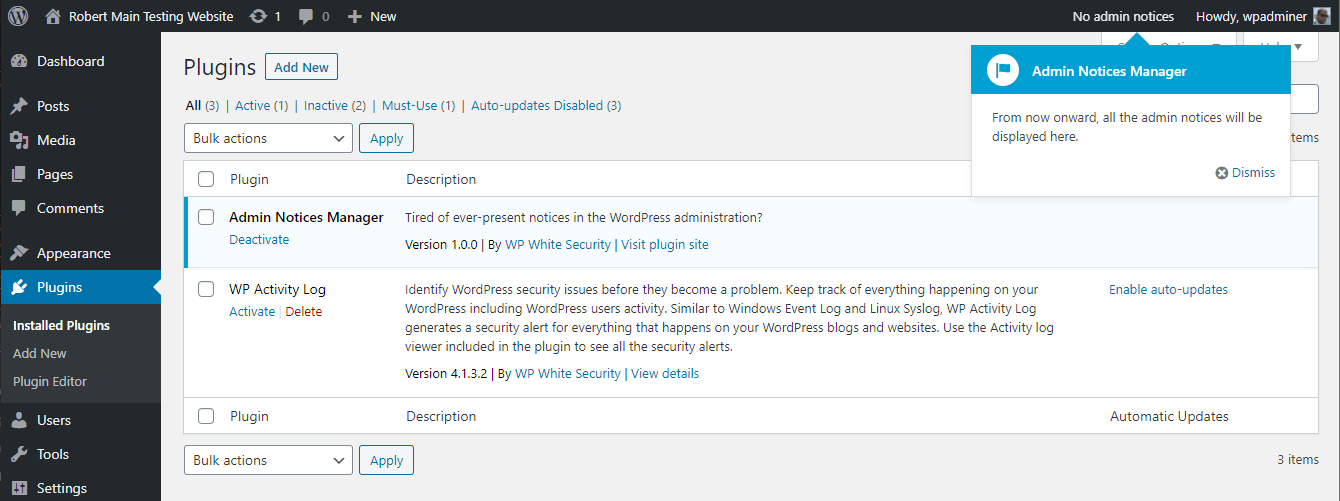 Robert Main Testing Website 1 0 New No admin notices Howdy, wpadminer
Dashboard
Posts
Media
Pages
Comments
Appearance
Plugins
Installed Plugins
Add New
Plugin Editor
Users
Tools
Settings
Plugins Add New
All (3) | Active (1) | Inactive (2) | Must-Use (1) | Auto-updates Disabled (3)
Bulk actions Apply
Admin Notices Manager
From now onward, all the admin notices will be
displayed here.
Dismiss
items
Plugin Description
Admin Notices Manager Tired of ever-present notices in the WordPress administration?
Deactivate
Version 1.0.0 | By WP White Security | Visit plugin site
WP Activity Log Identify WordPress security issues before they become a problem. Keep track of everything happening on your Enable auto-updates
Activate | Delete WordPress including WordPress users activity. Similar to Windows Event Log and Linux Syslog, WP Activity Log
generates a security alert for everything that happens on your WordPress blogs and websites. Use the Activity log
viewer included in the plugin to see all the security alerts.
Version 4.1.3.2 | By WP White Security | View details
Plugin Description Automatic Updates
Bulk actions Apply 3 items